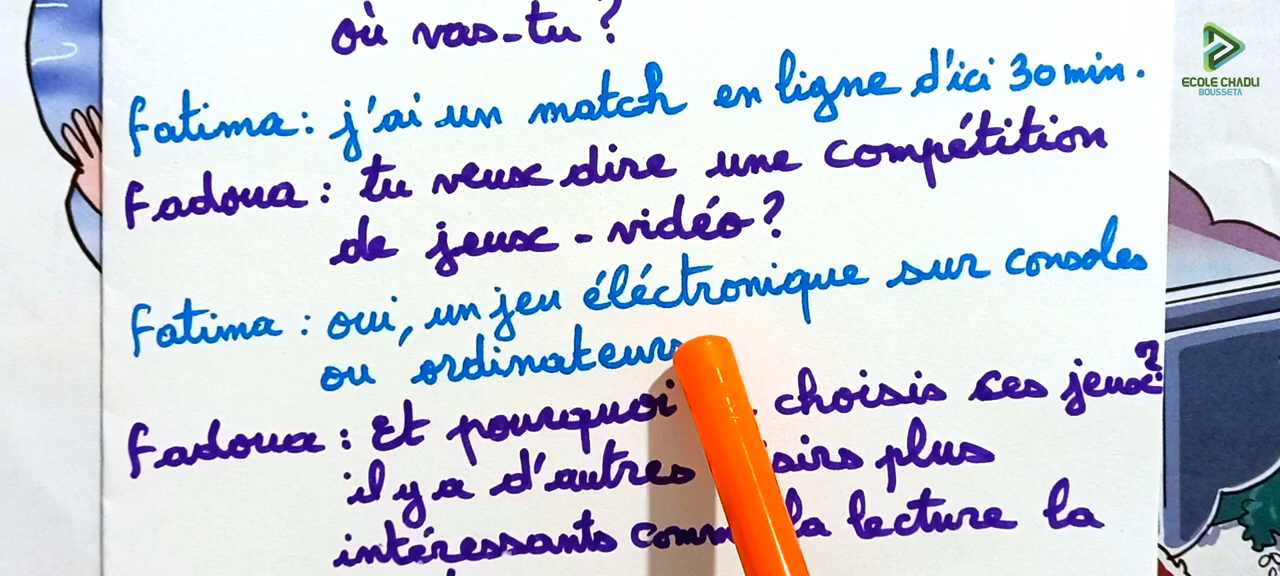 où vas-tu ?
Fatima : j'ai un match en ligne d'ici 30 min.
Fadoua : tu veux dire une compétition
de jeux-vidéo ?
Fatima : oui, un jeu éléctronique sur consoles
ou ordinateurs
Fadoua : Et pourquoi choisis ces jeux ?
il y a d'autres plus
intéressants la lecture la
ECOLE CHADLI
BOUSSETA